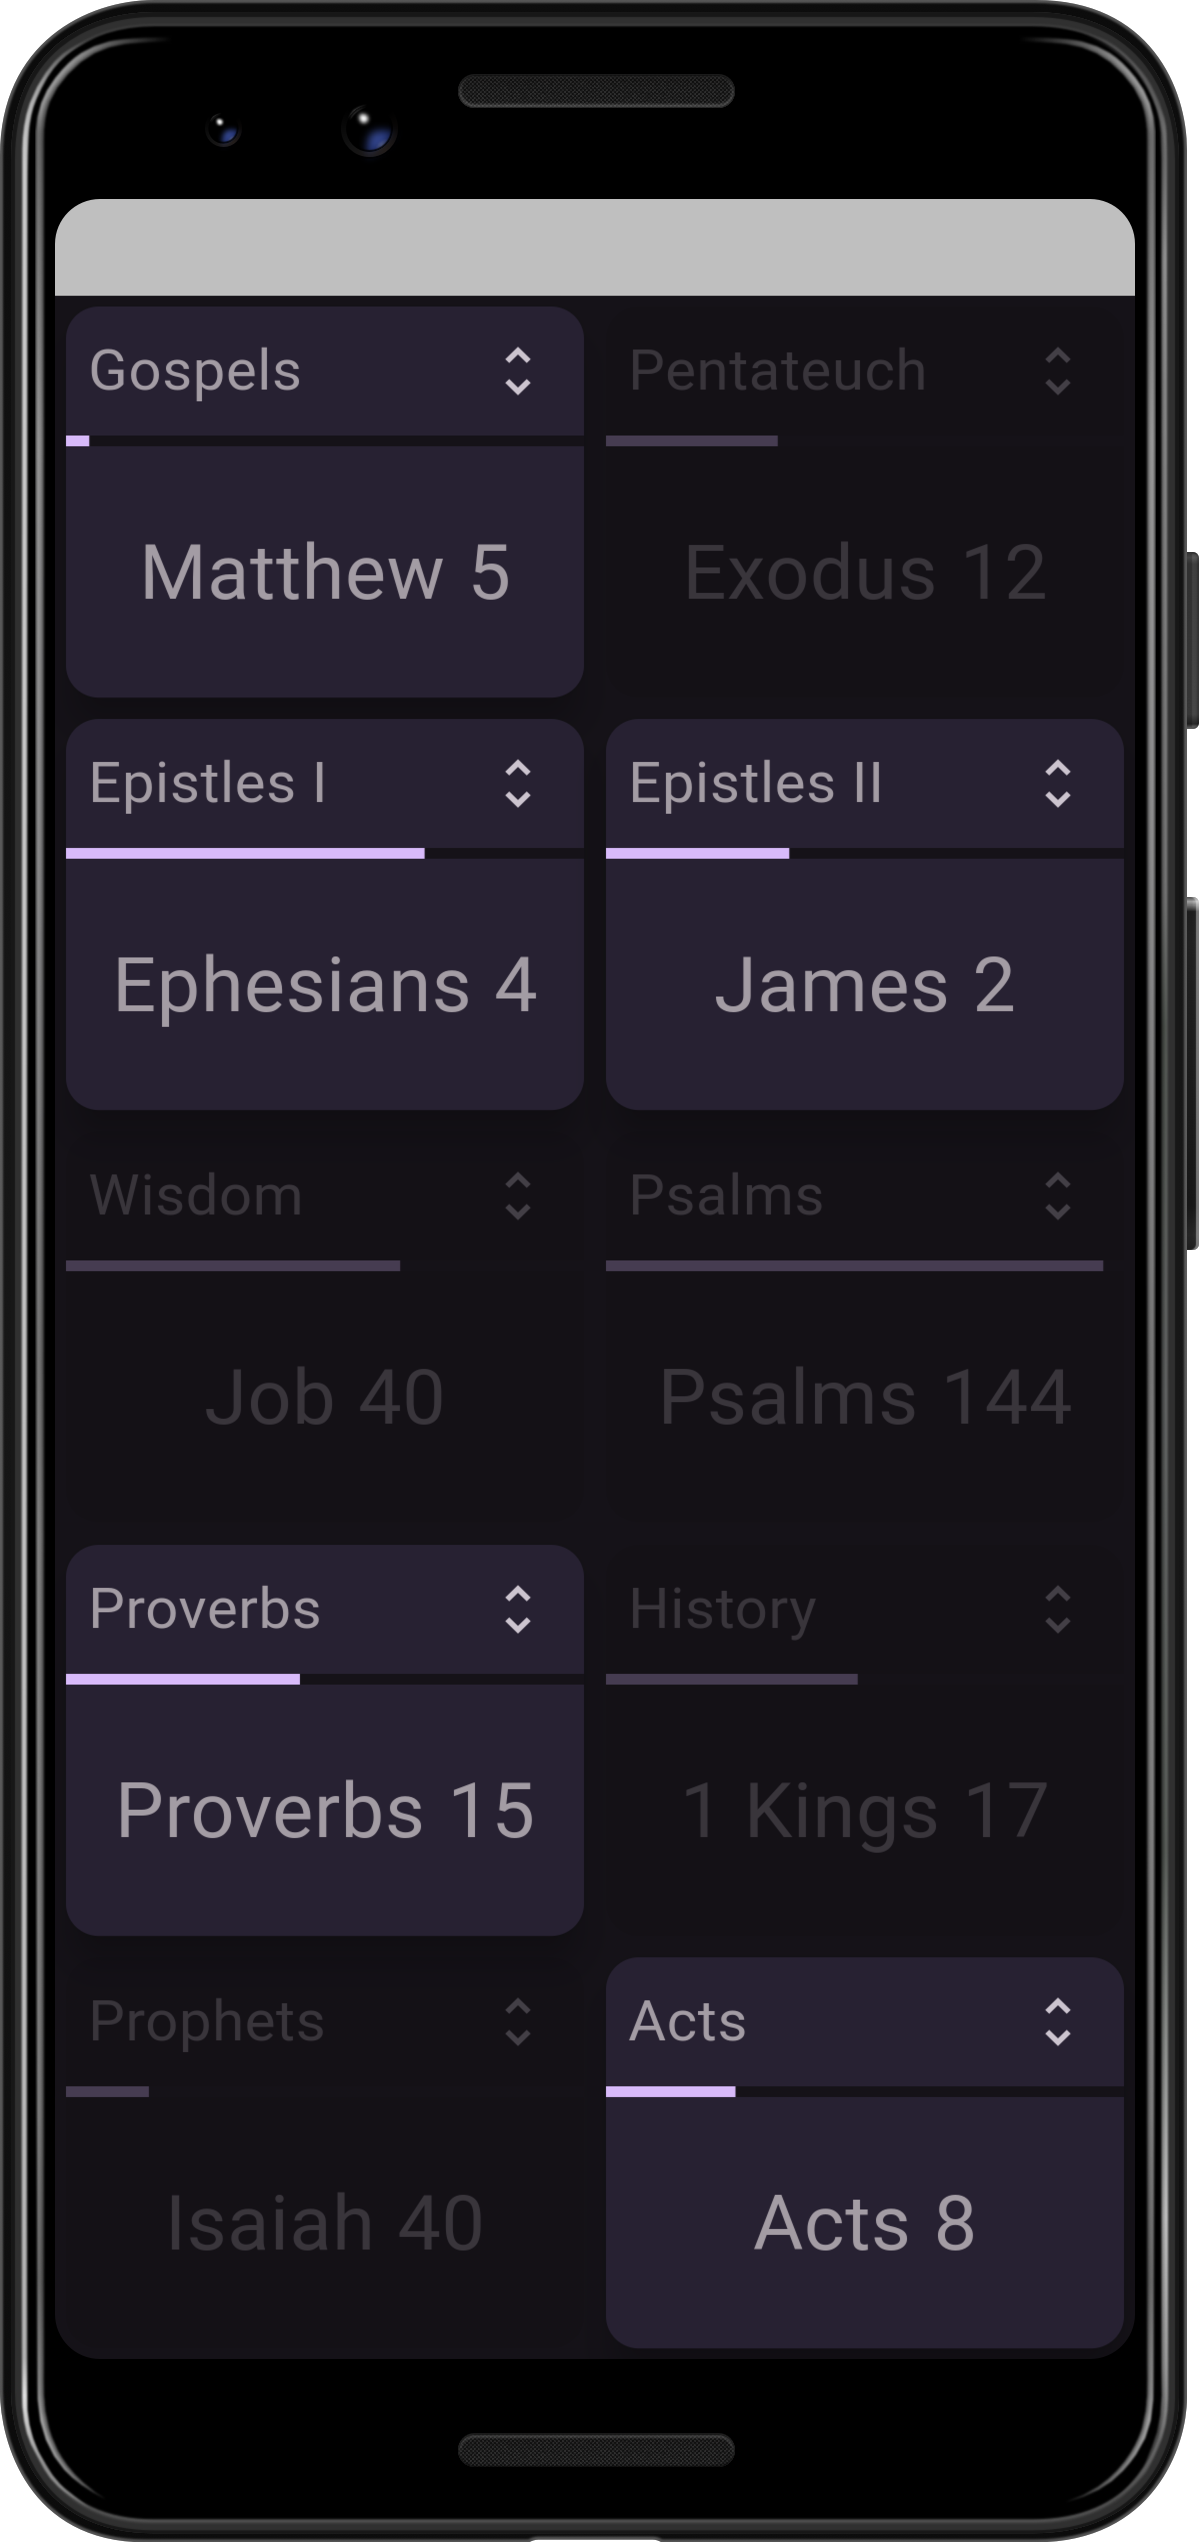 Gospels
Pentateuch
Matthew 5
Exodus 12
Epistles I
Epistles II
Ephesians 4
James 2
Wisdom
Psalms
Job 40
Psalms 144
Proverbs
History
Proverbs 15
1 Kings 17
Prophets
Acts
Isaiah 40
Acts 8